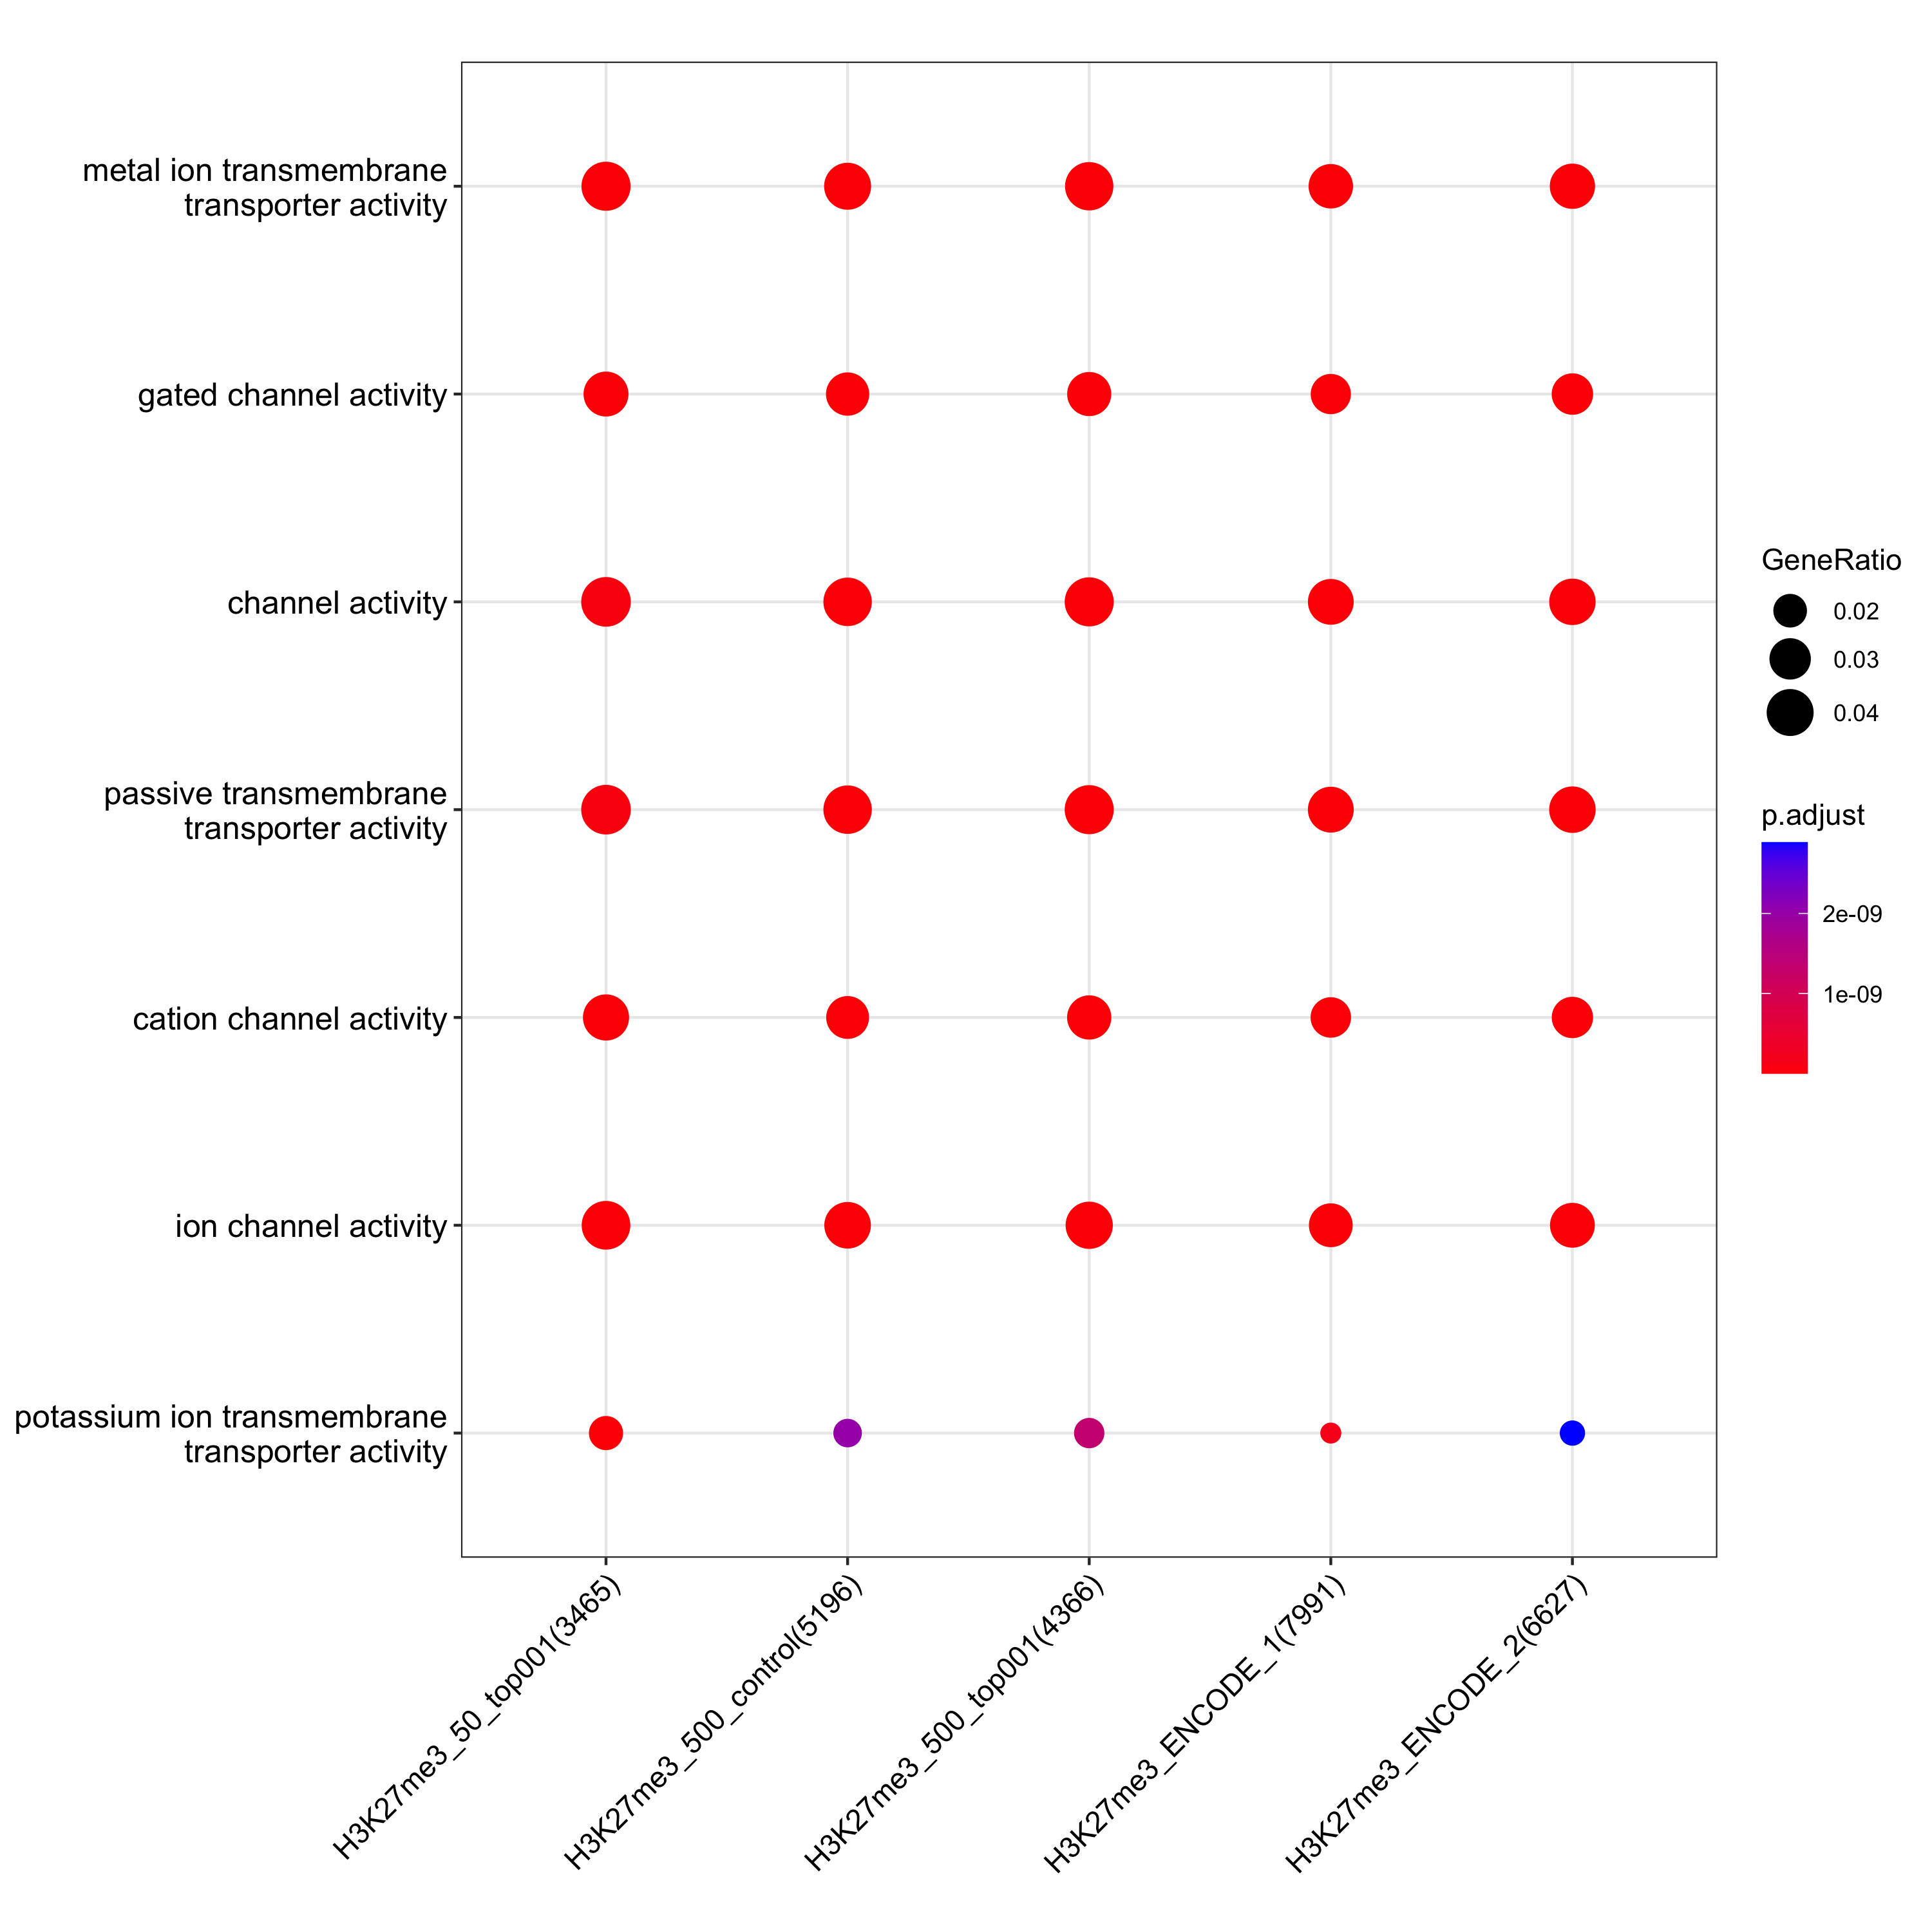 metal ion transmembrane
transporter activity
gated channel activity
channel activity
passive transmembrane
transporter activity
cation channel activity
ion channel activity
potassium ion transmembrane
transporter activity
H3K27me3_50_top001(3465)
H3K27me3_500_control(5196)
H3K27me3_500_top001(4366)
H3K27me3_ENCODE_1(7991)
H3K27me3_ENCODE_2(6627)
GeneRatio
0.02
0.03
0.04
p.adjust
2e-09
1e-09